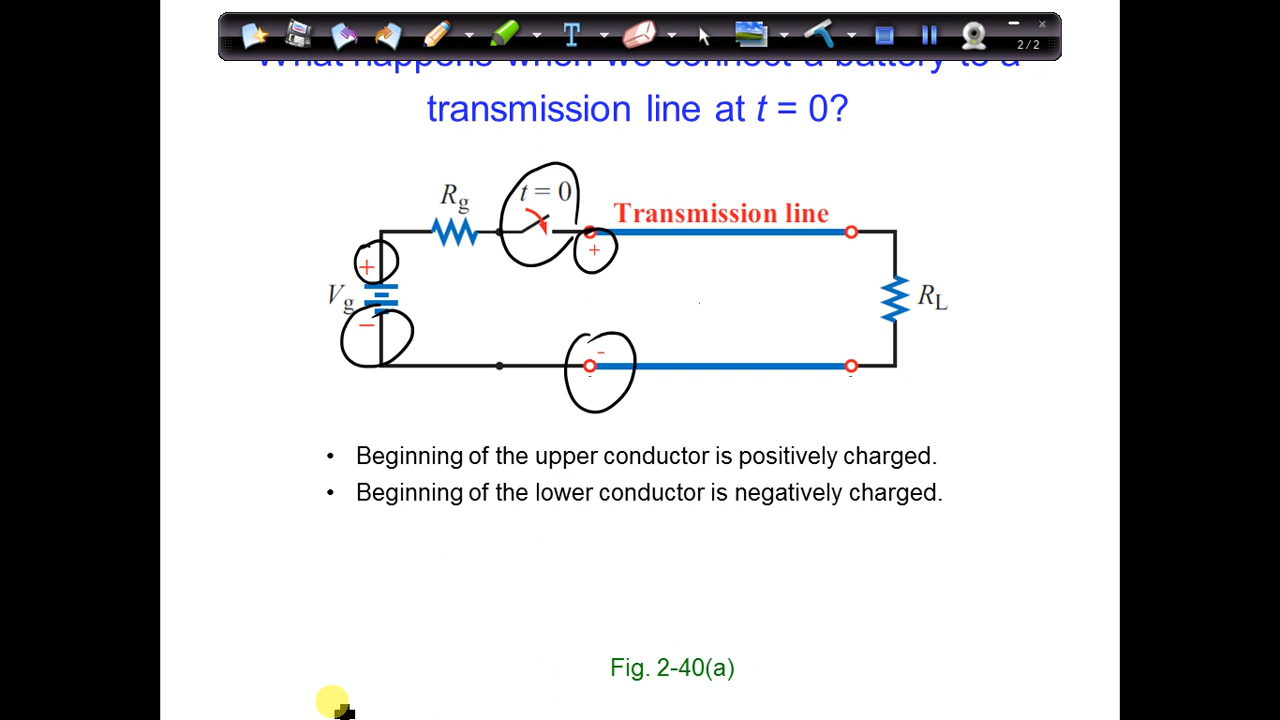 2/2
What happens when we connect a battery to a
transmission line at t = 0?
Rg
t = 0
Transmission line
+
+
Vg
RL
−
-
• Beginning of the upper conductor is positively charged.
• Beginning of the lower conductor is negatively charged.
Fig. 2-40(a)